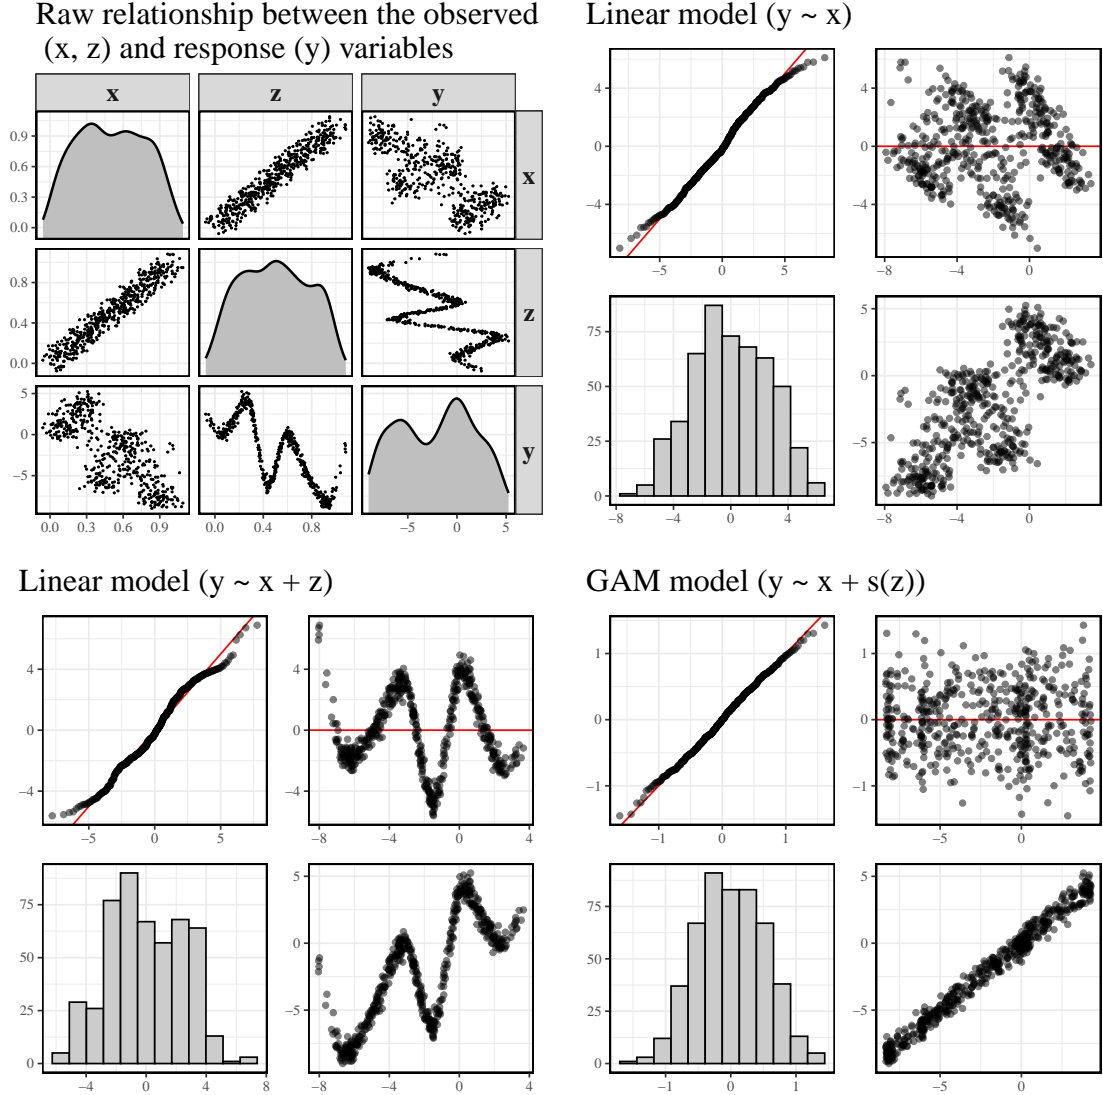 Raw relationship between the observed
(x, z) and response (y) variables
x
z
y
0.9
0.6
0.3
0.0
x
0.8
0.4
0.0
z
5
0
−5
y
0.0 0.3 0.6 0.9
0.0 0.4 0.8
−5 0 5
Linear model (y ~ x)
4
0
−4
−5 0 5
4
0
−4
−8 −4 0
75
50
25
0
−8 −4 0 4
5
0
−5
−8 −4 0
Linear model (y ~ x + z)
4
0
−4
−5 0 5
4
0
−4
−8 −4 0 4
75
50
25
0
−4 0 4 8
5
0
−5
−8 −4 0 4
GAM model (y ~ x + s(z))
1
0
−1
−1 0 1
1
0
−1
−5 0
75
50
25
0
−1 0 1
5
0
−5
−5 0